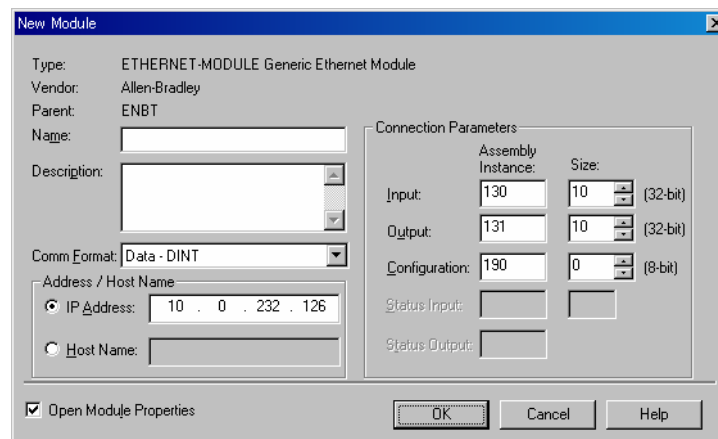 New Module
Type: ETHERNET-MODULE Generic Ethernet Module
Vendor: Allen-Bradley
Parent: ENBT
Name:
Description:
Comm Format: Data - DINT
Address / Host Name
IP Address: 10 . 0 . 232 . 126
Host Name:
Connection Parameters
Assembly
Instance: Size:
Input: 130 10 (32-bit)
Output: 131 10 (32-bit)
Configuration: 190 0 (8-bit)
Status Input:
Status Output:
Open Module Properties
OK Cancel Help